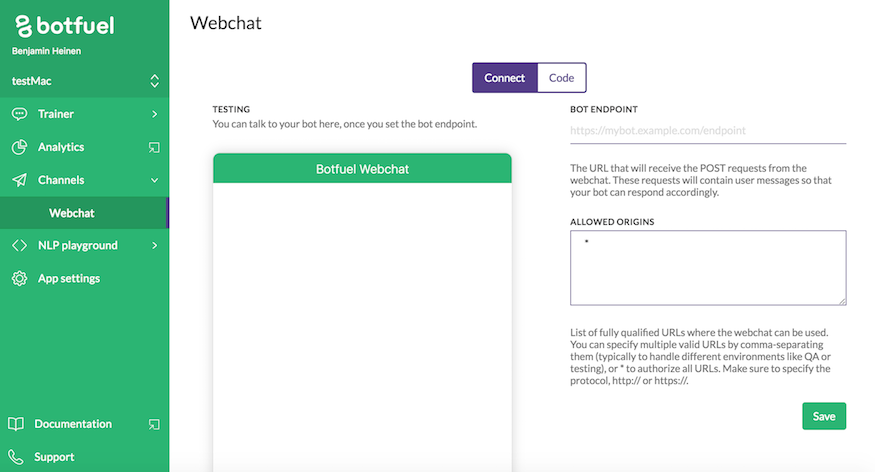 botfuel
Benjamin Heinen
testMac
Trainer
Analytics
Channels
Webchat
NLP playground
App settings
Documentation
Support
Webchat
Connect
Code
TESTING
You can talk to your bot here, once you set the bot endpoint.
Botfuel Webchat
BOT ENDPOINT
https://mybot.example.com/endpoint
The URL that will receive the POST requests from the
webchat. These requests will contain user messages so that
your bot can respond accordingly.
ALLOWED ORIGINS
*
List of fully qualified URLs where the webchat can be used.
You can specify multiple valid URLs by comma-separating
them (typically to handle different environments like QA or
testing), or * to authorize all URLs. Make sure to specify the
protocol, http:// or https://.
Save